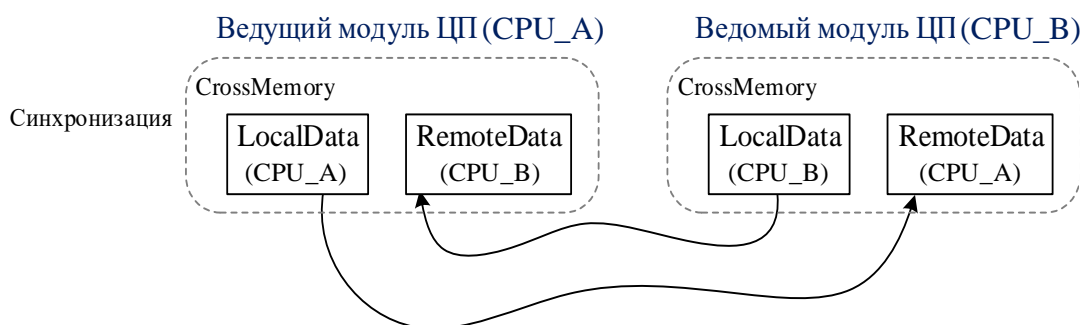 Ведущий модуль ЦП (CPU_A)
Ведомый модуль ЦП (CPU_B)
CrossMemory
CrossMemory
Синхронизация
LocalData
(CPU_A)
RemoteData
(CPU_B)
LocalData
(CPU_B)
RemoteData
(CPU_A)